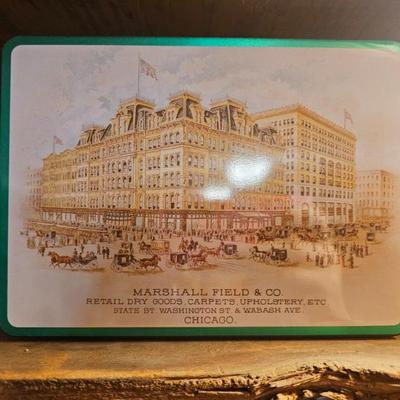 MARSHALL FIELD & CO.
RETAIL DRY GOODS, CARPETS, UPHOLSTERY, ETC
STATE ST. WASHINGTON ST. & WABASH AVE.
CHICAGO.